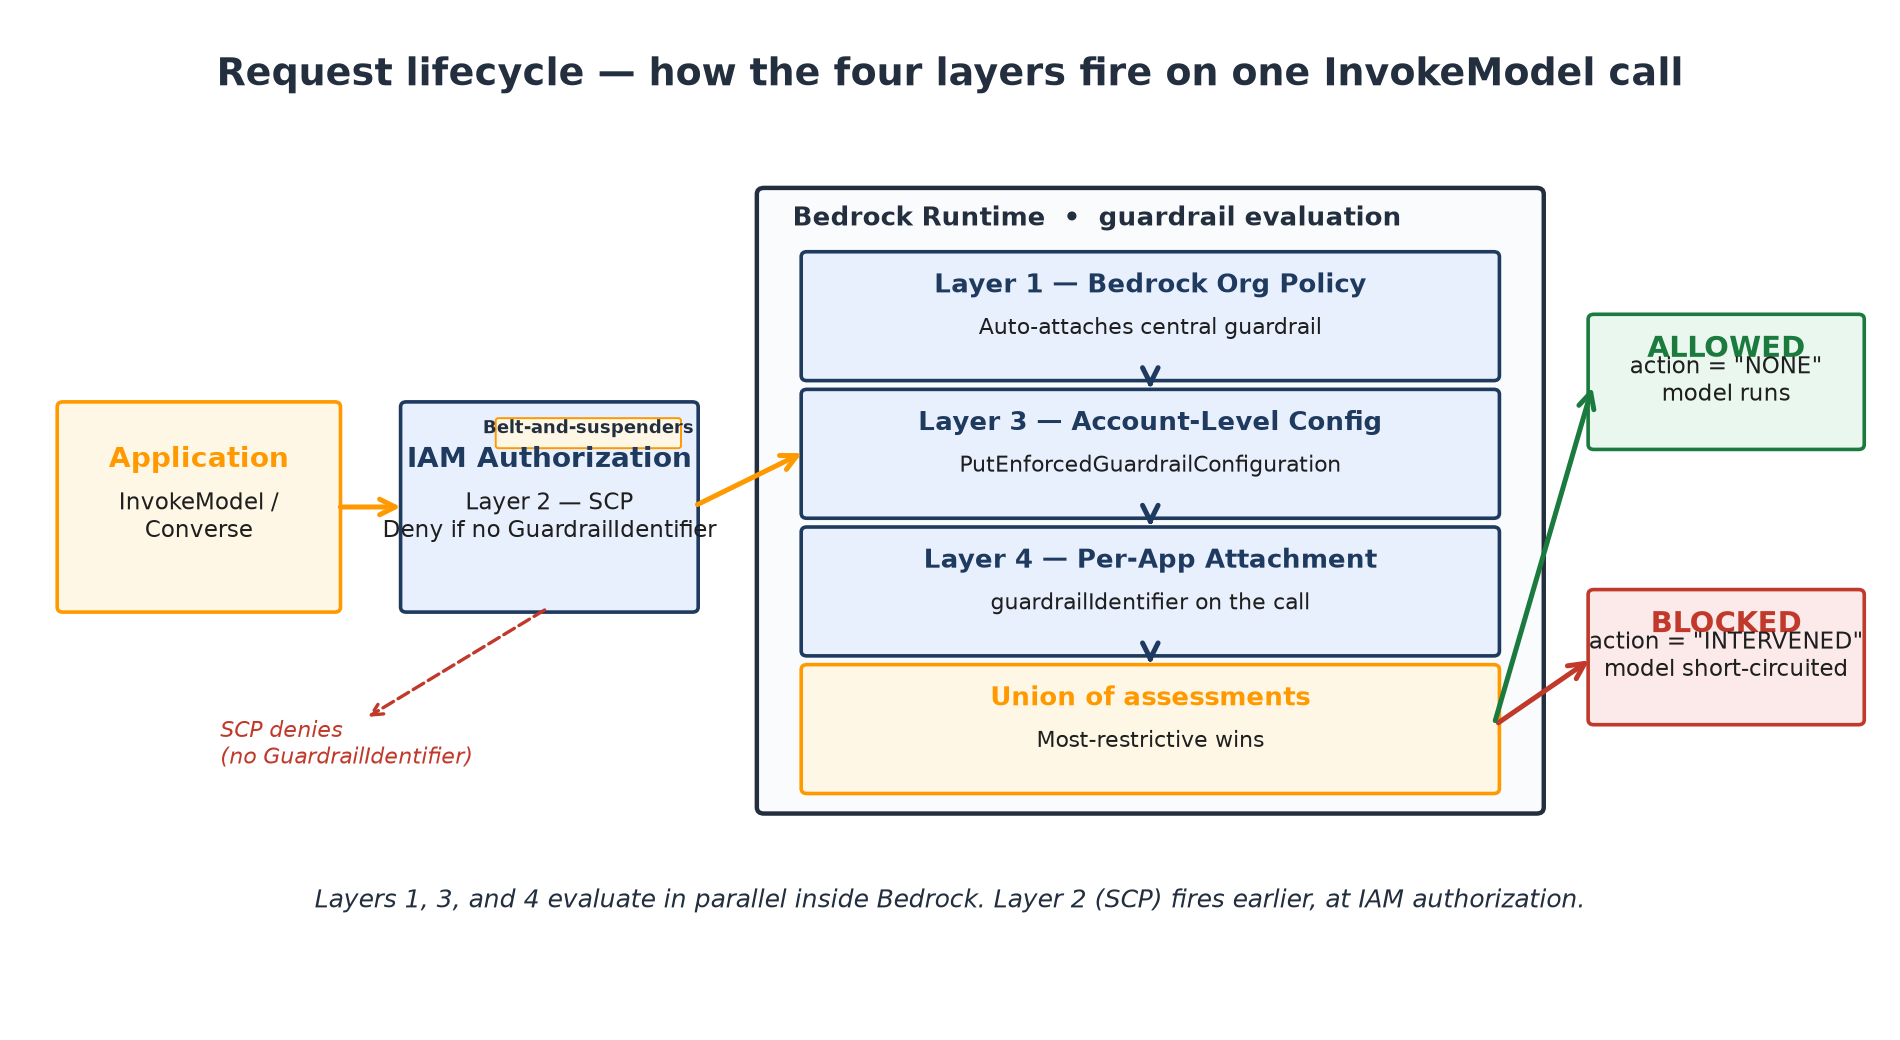 Request lifecycle — how the four layers fire on one InvokeModel call
Application
InvokeModel /
Converse
Belt-and-suspenders
IAM Authorization
Layer 2 — SCP
Deny if no GuardrailIdentifier
SCP denies
(no GuardrailIdentifier)
Bedrock Runtime • guardrail evaluation
Layer 1 — Bedrock Org Policy
Auto-attaches central guardrail
Layer 3 — Account-Level Config
PutEnforcedGuardrailConfiguration
Layer 4 — Per-App Attachment
guardrailIdentifier on the call
Union of assessments
Most-restrictive wins
ALLOWED
action = "NONE"
model runs
BLOCKED
action = "INTERVENED"
model short-circuited
Layers 1, 3, and 4 evaluate in parallel inside Bedrock. Layer 2 (SCP) fires earlier, at IAM authorization.